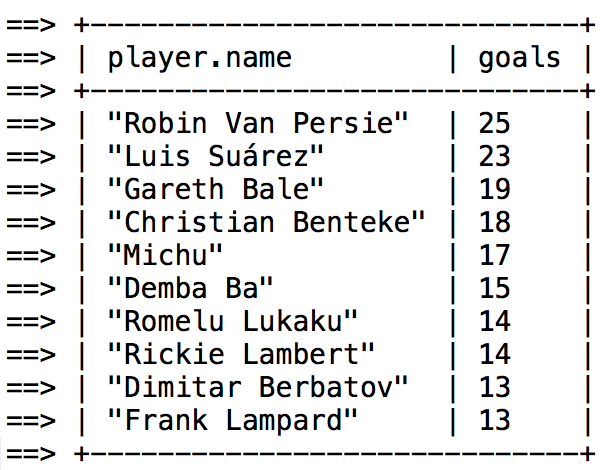 ==> +-----------------------------+
==> | player.name         | goals |
==> +-----------------------------+
==> | "Robin Van Persie"  | 25    |
==> | "Luis Suárez"       | 23    |
==> | "Gareth Bale"       | 19    |
==> | "Christian Benteke" | 18    |
==> | "Michu"             | 17    |
==> | "Demba Ba"          | 15    |
==> | "Romelu Lukaku"     | 14    |
==> | "Rickie Lambert"    | 14    |
==> | "Dimitar Berbatov"  | 13    |
==> | "Frank Lampard"     | 13    |
==> +-----------------------------+